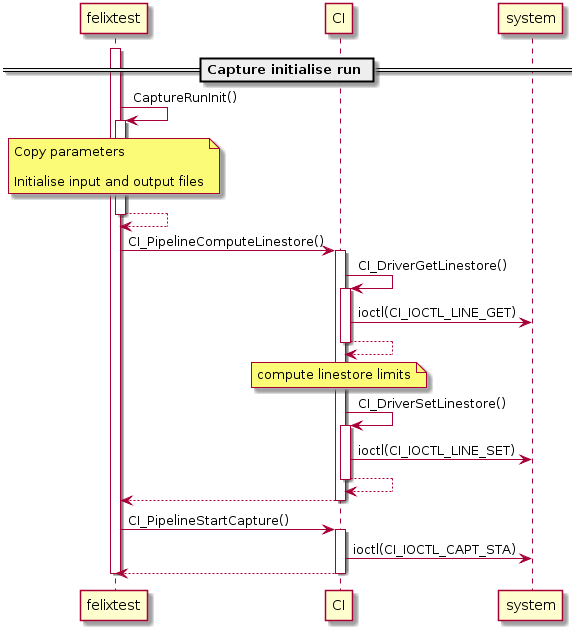 felixtest
CI
system
Capture initialise run
CaptureRunInit()
Copy parameters
Initialise input and output files
CI_PipelineComputeLinestore()
CI_DriverGetLinestore()
ioctl(CI_IOCTL_LINE_GET)
compute linestore limits
CI_DriverSetLinestore()
ioctl(CI_IOCTL_LINE_SET)
CI_PipelineStartCapture()
ioctl(CI_IOCTL_CAPT_STA)
felixtest
CI
system